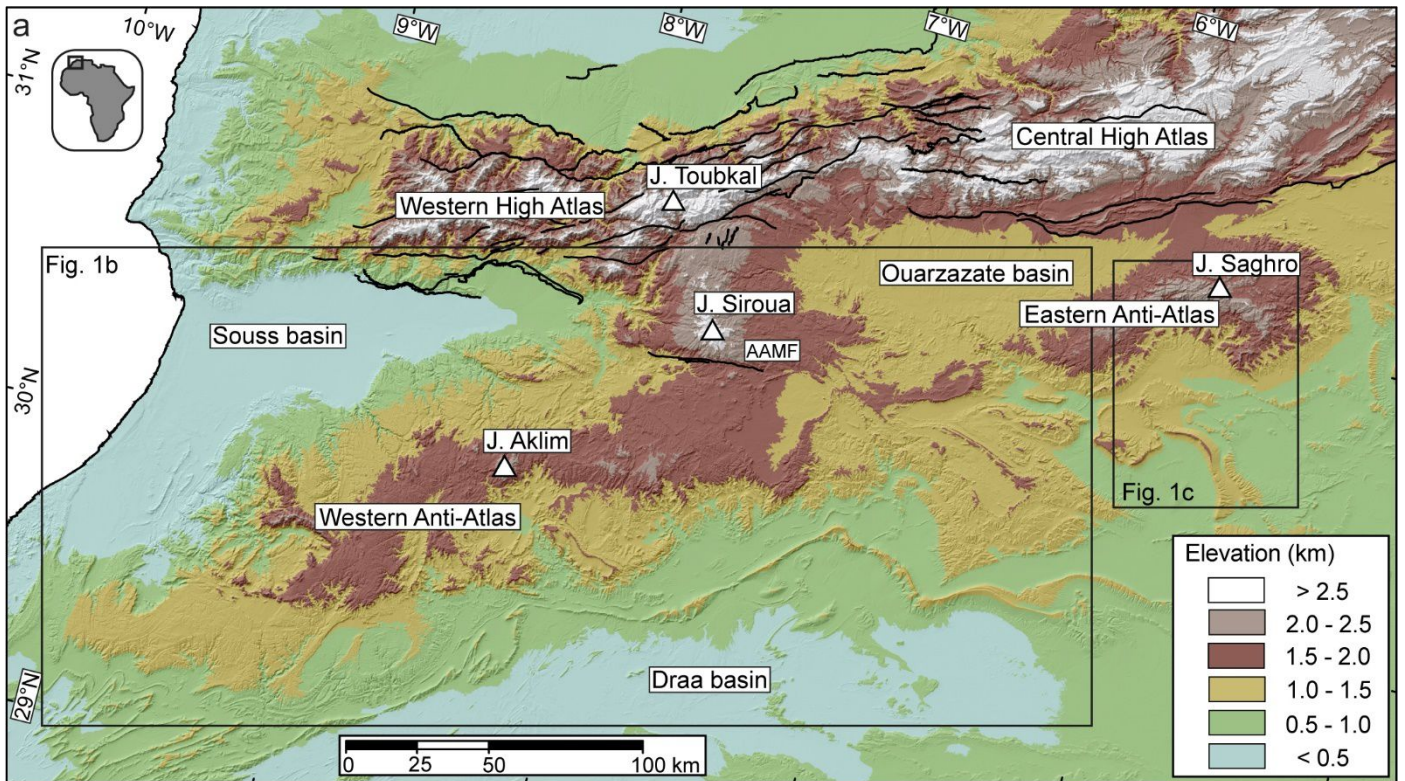 a
10°W
9°W
8°W
7°W
6°W
31°N
Central High Atlas
J. Toubkal
Western High Atlas
Fig. 1b
Ouarzazate basin
J. Saghro
J. Siroua
Eastern Anti-Atlas
Souss basin
AAMF
30°N
J. Aklim
Fig. 1c
Western Anti-Atlas
Elevation (km)
> 2.5
2.0 - 2.5
1.5 - 2.0
1.0 - 1.5
0.5 - 1.0
< 0.5
Draa basin
29°N
0 25 50 100 km